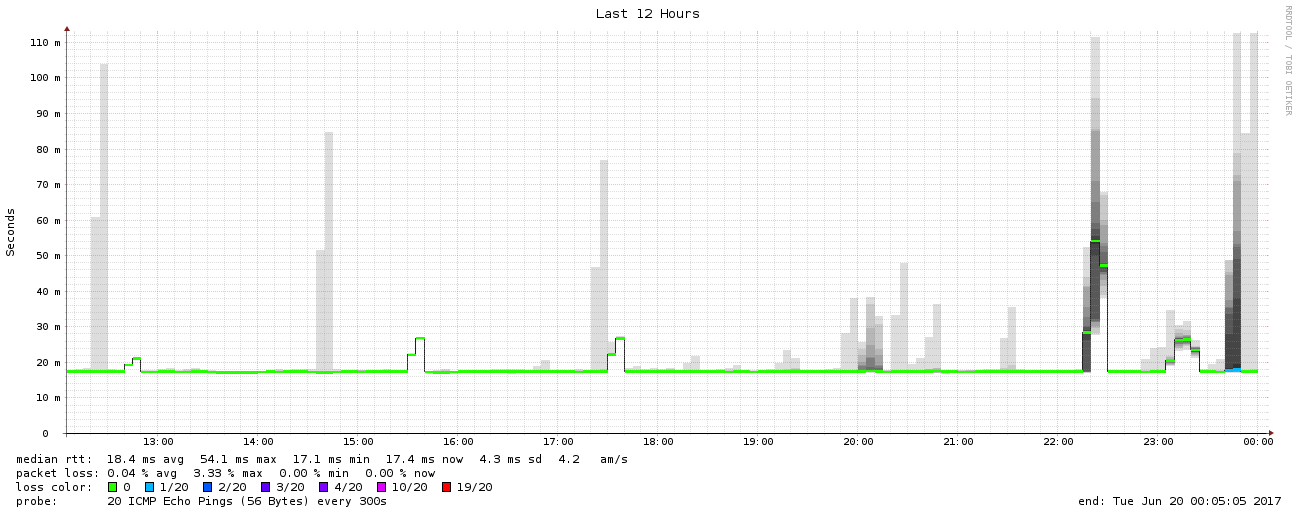 Last 12 Hours
RRDTOOL / TOBI OETIKER
Seconds
110 m
100 m
90 m
80 m
70 m
60 m
50 m
40 m
30 m
20 m
10 m
0
13:00 14:00 15:00 16:00 17:00 18:00 19:00 20:00 21:00 22:00 23:00 00:00
median rtt: 18.4 ms avg 54.1 ms max 17.1 ms min 17.4 ms now 4.3 ms sd 4.2 am/s
packet loss: 0.04 % avg 3.33 % max 0.00 % min 0.00 % now
loss color: 0 1/20 2/20 3/20 4/20 10/20 19/20
probe: 20 ICMP Echo Pings (56 Bytes) every 300s end: Tue Jun 20 00:05:05 2017